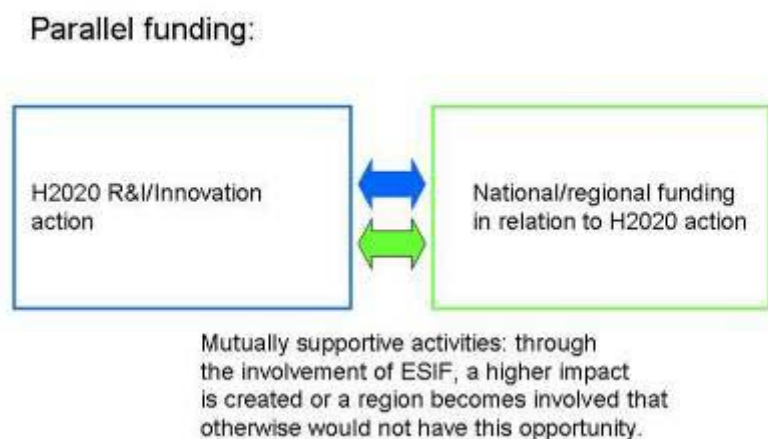 Parallel funding:
H2020 R&I/Innovation
action
National/regional funding
in relation to H2020 action
Mutually supportive activities: through
the involvement of ESIF, a higher impact
is created or a region becomes involved that
otherwise would not have this opportunity.